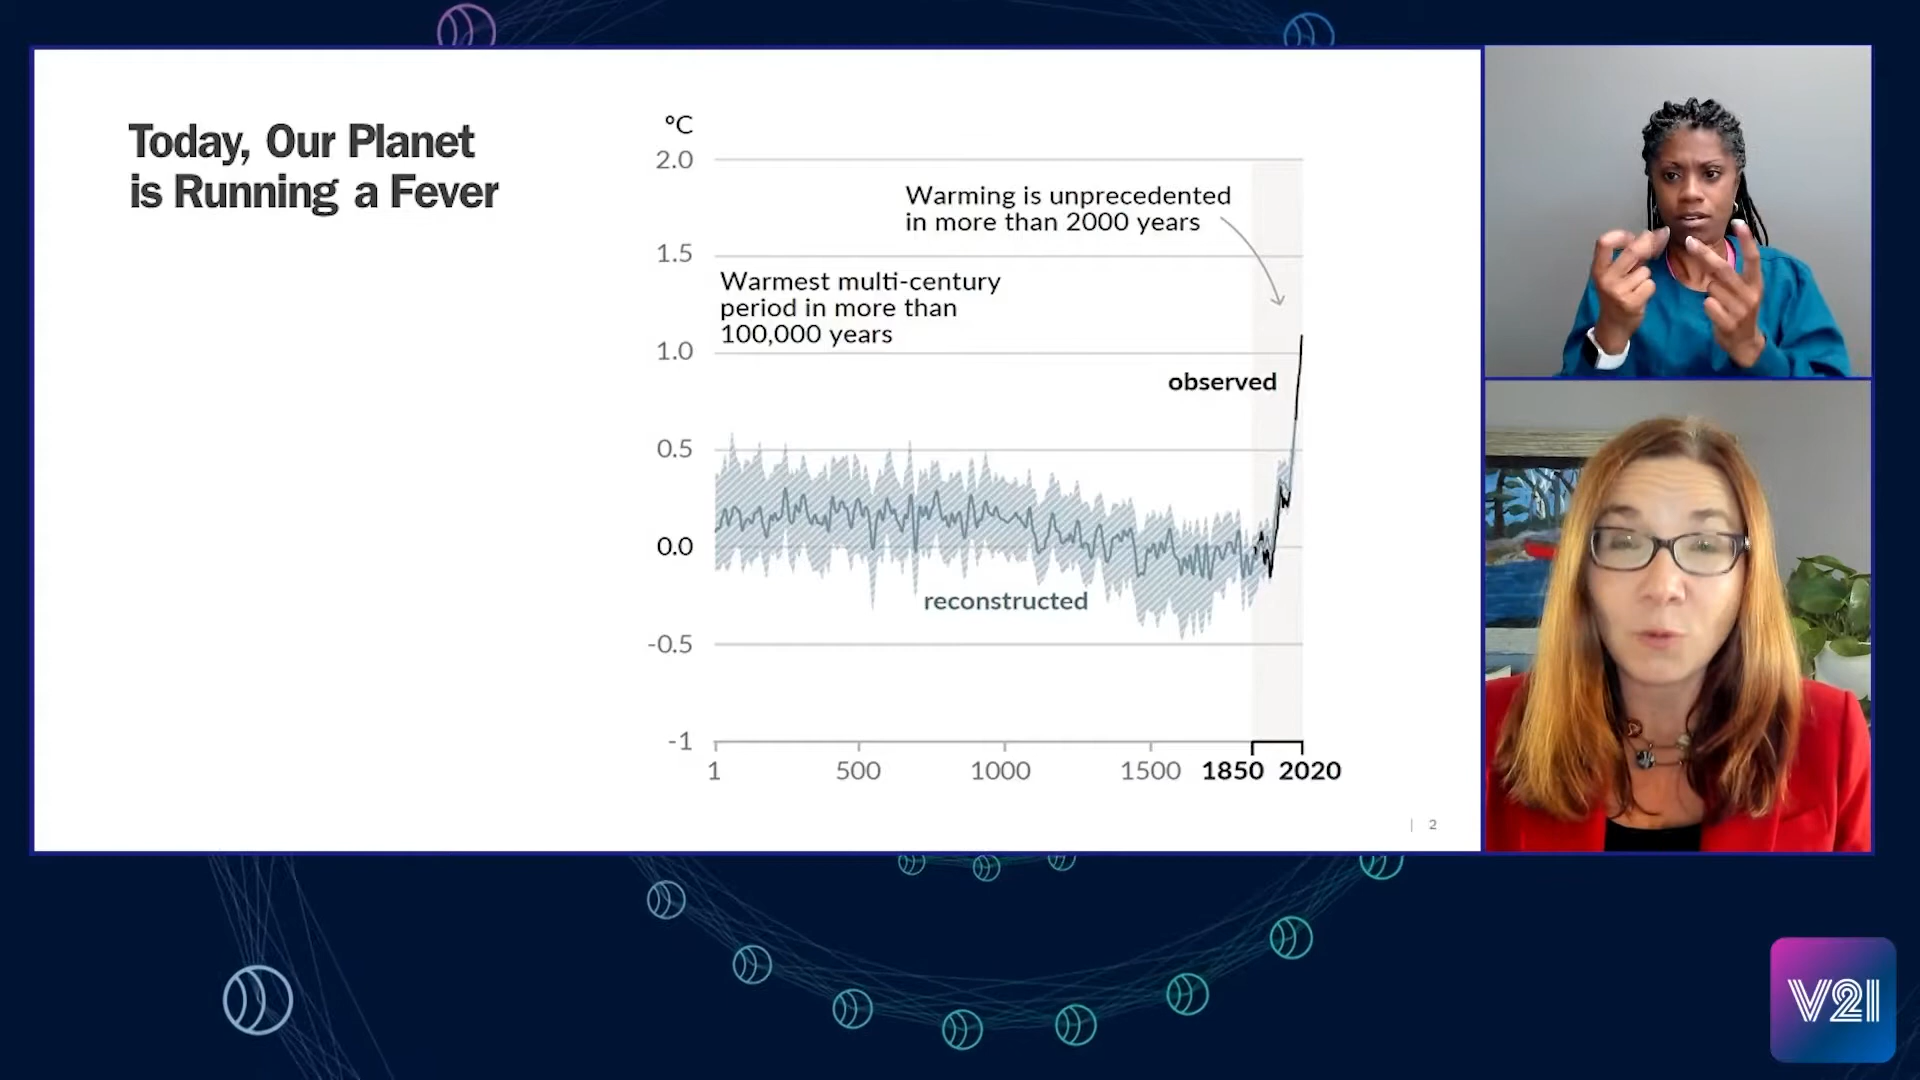 Today, Our Planet
is Running a Fever
°C
2.0
1.5
1.0
0.5
0.0
-0.5
-1
Warming is unprecedented
in more than 2000 years
Warmest multi-century
period in more than
100,000 years
observed
reconstructed
1 500 1000 1500 1850 2020
| 2
V21